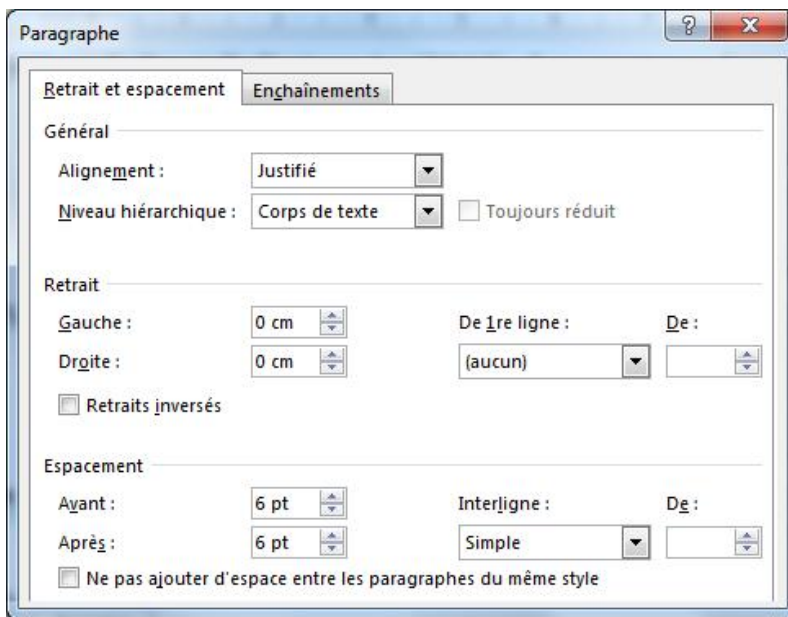 Paragraphe
Retrait et espacement Enchaînements
Général
Alignement : Justifié
Niveau hiérarchique : Corps de texte Toujours réduit
Retrait
Gauche : 0 cm De 1re ligne : De :
Droite : 0 cm (aucun)
Retraits inversés
Espacement
Avant : 6 pt Interligne : De :
Après : 6 pt Simple
Ne pas ajouter d'espace entre les paragraphes du même style